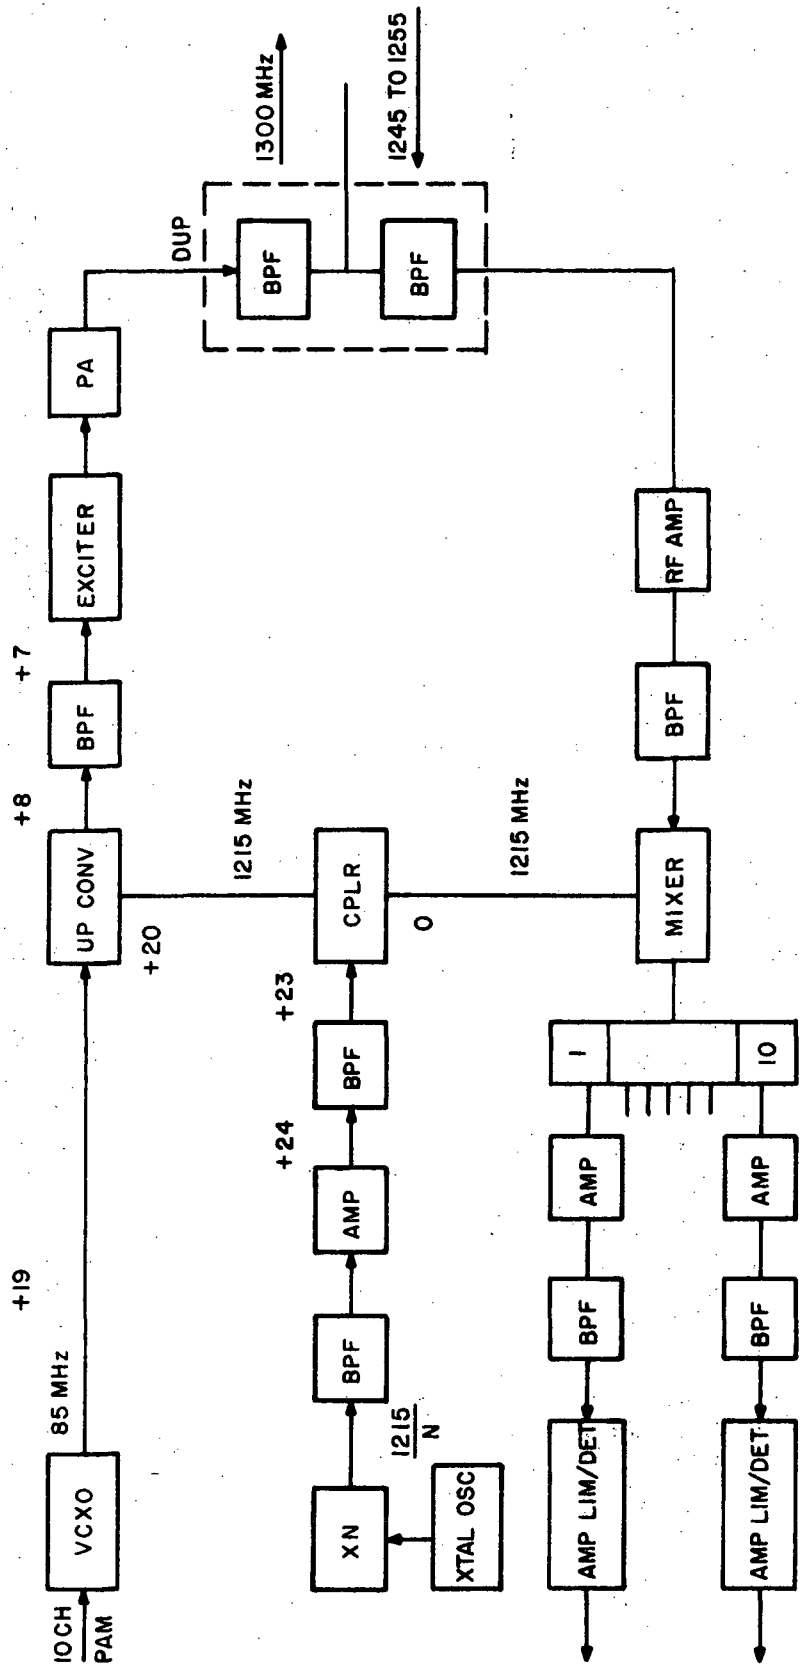 10 CH
PAM
VCXO
85 MHz
+19
UP CONV
+20
+8
BPF
+7
EXCITER
PA
DUP
BPF
BPF
1300 MHz
1245 TO 1255
XTAL OSC
1215
N
XN
BPF
AMP
+24
BPF
+23
CPLR
1215 MHz
0
1215 MHz
RF AMP
BPF
MIXER
1
10
AMP
BPF
AMP LIM/DET
AMP
BPF
AMP LIM/DET